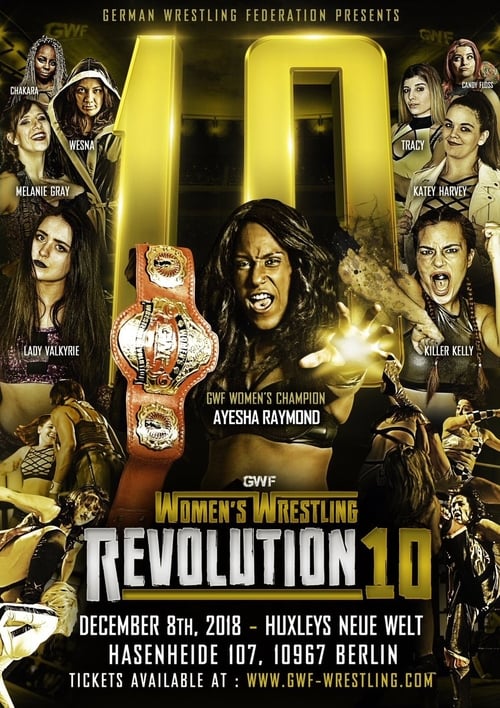 GERMAN WRESTLING FEDERATION PRESENTS
GWF
GWF
10
CHAKARA
CANDY FLOSS
WESNA
TRACY
MELANIE GRAY
KATEY HARVEY
LADY VALKYRIE
KILLER KELLY
GWF WOMEN'S CHAMPION
AYESHA RAYMOND
GWF
WOMEN'S WRESTLING
REVOLUTION 10
DECEMBER 8TH, 2018 - HUXLEYS NEUE WELT
HASENHEIDE 107, 10967 BERLIN
TICKETS AVAILABLE AT : WWW.GWF-WRESTLING.COM